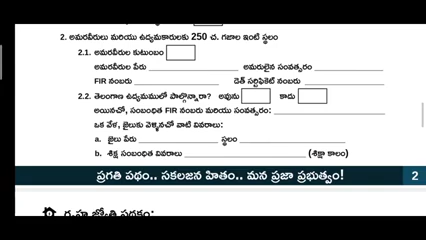 2. అమరవీరులు మరియు ఉద్యమకారులకు 250 చ. గజాల ఇంటి స్థలం
2.1. అమరవీరుల కుటుంబం
అమరవీరుల పేరు అమరులైన సంవత్సరం
FIR నంబరు డెత్ సర్టిఫికెట్ నంబరు
2.2. తెలంగాణ ఉద్యమములో పాల్గొన్నారా? అవును కాదు
అయినచో, సంబంధిత FIR నంబరు మరియు సంవత్సరం:
ఒక వేళ, జైలుకు వెళ్ళినచో వాటి వివరాలు:
a. జైలు పేరు స్థలం
b. శిక్ష సంబంధిత వివరాలు (శిక్షా కాలం)
ప్రగతి పథం.. సకలజన హితం.. మన ప్రజా ప్రభుత్వం! 2
గృహ జ్యోతి పథకం: